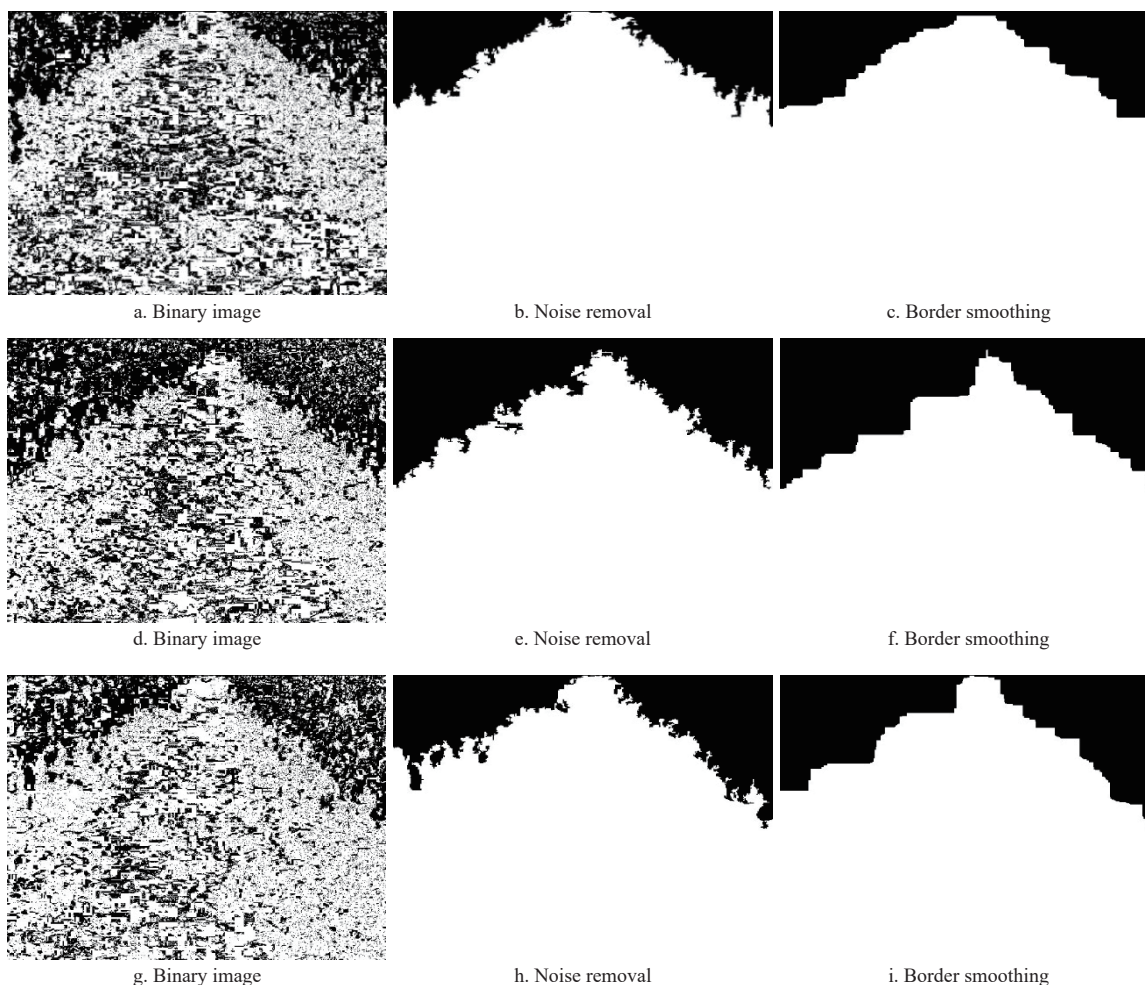 a. Binary image
b. Noise removal
c. Border smoothing
d. Binary image
e. Noise removal
f. Border smoothing
g. Binary image
h. Noise removal
i. Border smoothing